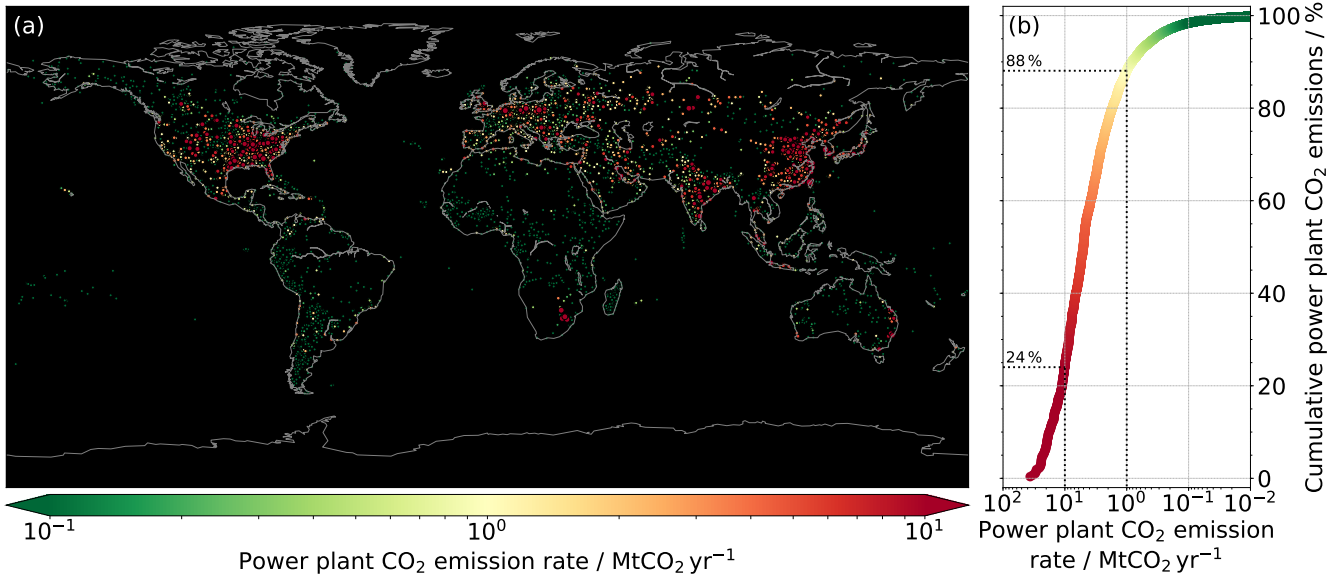 (a)
10⁻¹
10⁰
10¹
Power plant CO₂ emission rate / MtCO₂ yr⁻¹
(b)
88 %
24 %
100
80
60
40
20
0
Cumulative power plant CO₂ emissions / %
10²
10¹
10⁰
10⁻¹
10⁻²
Power plant CO₂ emission
rate / MtCO₂ yr⁻¹